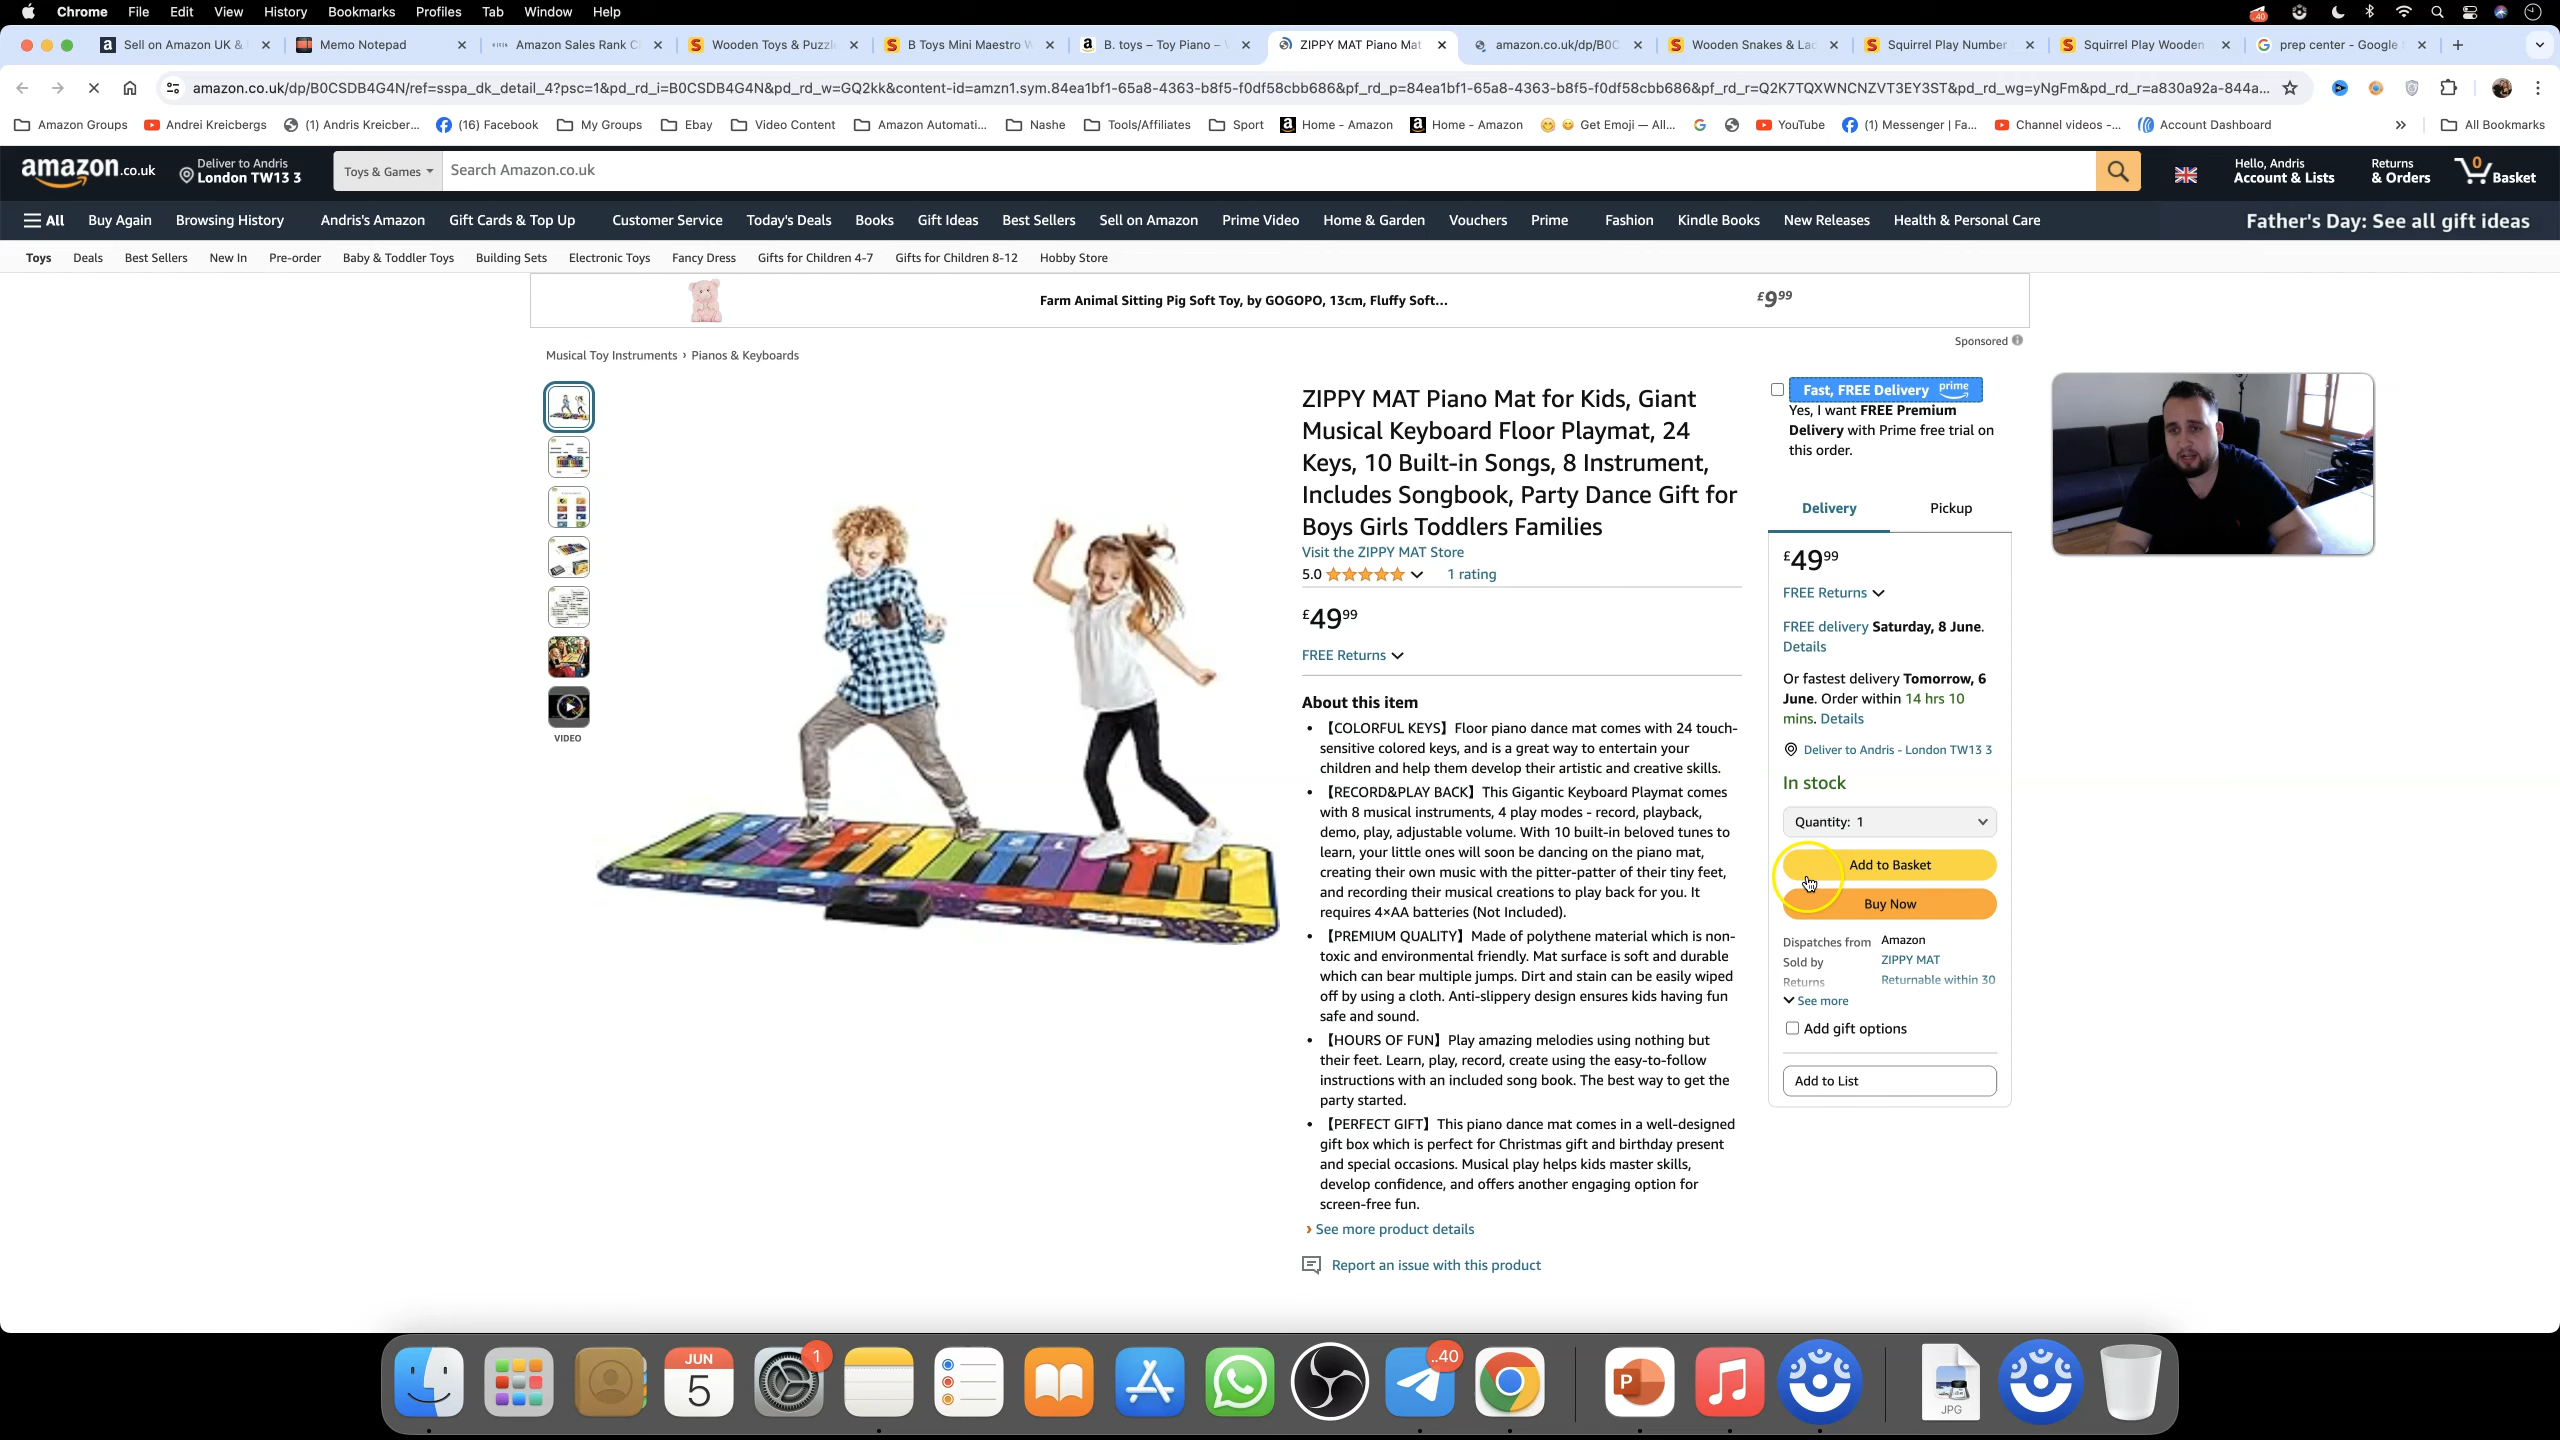 Chrome File Edit View History Bookmarks Profiles Tab Window Help
Sell on Amazon UK & Memo Notepad Amazon Sales Rank C Wooden Toys & Puzzl B Toys Mini Maestro W B. toys – Toy Piano – ZIPPY MAT Piano Mat amazon.co.uk/dp/B0C Wooden Snakes & Lad Squirrel Play Number Squirrel Play Wooden prep center - Google
amazon.co.uk/dp/B0CSDB4G4N/ref=sspa_dk_detail_4?psc=1&pd_rd_i=B0CSDB4G4N&pd_rd_w=GQ2kk&content-id=amzn1.sym.84ea1bf1-65a8-4363-b8f5-f0df58cbb686&pf_rd_p=84ea1bf1-65a8-4363-b8f5-f0df58cbb686&pf_rd_r=Q2K7TQXWNCNZVT3EY3ST&pd_rd_wg=yNgFm&pd_rd_r=a830a92a-844a...
Amazon Groups Andrei Kreicbergs (1) Andris Kreicber... (16) Facebook My Groups Ebay Video Content Amazon Automati... Nashe Tools/Affiliates Sport Home - Amazon Home - Amazon Get Emoji — All... YouTube (1) Messenger | Fa... Channel videos -... Account Dashboard » All Bookmarks
amazon.co.uk Deliver to Andris London TW13 3 Toys & Games Search Amazon.co.uk Hello, Andris Account & Lists Returns & Orders 0 Basket
All Buy Again Browsing History Andris's Amazon Gift Cards & Top Up Customer Service Today's Deals Books Gift Ideas Best Sellers Sell on Amazon Prime Video Home & Garden Vouchers Prime Fashion Kindle Books New Releases Health & Personal Care Father's Day: See all gift ideas
Toys Deals Best Sellers New In Pre-order Baby & Toddler Toys Building Sets Electronic Toys Fancy Dress Gifts for Children 4-7 Gifts for Children 8-12 Hobby Store
Farm Animal Sitting Pig Soft Toy, by GOGOPO, 13cm, Fluffy Soft... £9.99
Sponsored
Musical Toy Instruments › Pianos & Keyboards
VIDEO
ZIPPY MAT Piano Mat for Kids, Giant
Musical Keyboard Floor Playmat, 24
Keys, 10 Built-in Songs, 8 Instrument,
Includes Songbook, Party Dance Gift for
Boys Girls Toddlers Families
Visit the ZIPPY MAT Store
5.0 1 rating
£49.99
FREE Returns
About this item
• 【COLORFUL KEYS】Floor piano dance mat comes with 24 touch-
sensitive colored keys, and is a great way to entertain your
children and help them develop their artistic and creative skills.
• 【RECORD&PLAY BACK】This Gigantic Keyboard Playmat comes
with 8 musical instruments, 4 play modes - record, playback,
demo, play, adjustable volume. With 10 built-in beloved tunes to
learn, your little ones will soon be dancing on the piano mat,
creating their own music with the pitter-patter of their tiny feet,
and recording their musical creations to play back for you. It
requires 4×AA batteries (Not Included).
• 【PREMIUM QUALITY】Made of polythene material which is non-
toxic and environmental friendly. Mat surface is soft and durable
which can bear multiple jumps. Dirt and stain can be easily wiped
off by using a cloth. Anti-slippery design ensures kids having fun
safe and sound.
• 【HOURS OF FUN】Play amazing melodies using nothing but
their feet. Learn, play, record, create using the easy-to-follow
instructions with an included song book. The best way to get the
party started.
• 【PERFECT GIFT】This piano dance mat comes in a well-designed
gift box which is perfect for Christmas gift and birthday present
and special occasions. Musical play helps kids master skills,
develop confidence, and offers another engaging option for
screen-free fun.
› See more product details
Report an issue with this product
Fast, FREE Delivery prime
Yes, I want FREE Premium
Delivery with Prime free trial on
this order.
Delivery Pickup
£49.99
FREE Returns
FREE delivery Saturday, 8 June.
Details
Or fastest delivery Tomorrow, 6
June. Order within 14 hrs 10
mins. Details
Deliver to Andris - London TW13 3
In stock
Quantity: 1
Add to Basket
Buy Now
Dispatches from Amazon
Sold by ZIPPY MAT
Returns Returnable within 30
See more
Add gift options
Add to List
JUN
5
1
..40
P
JPG